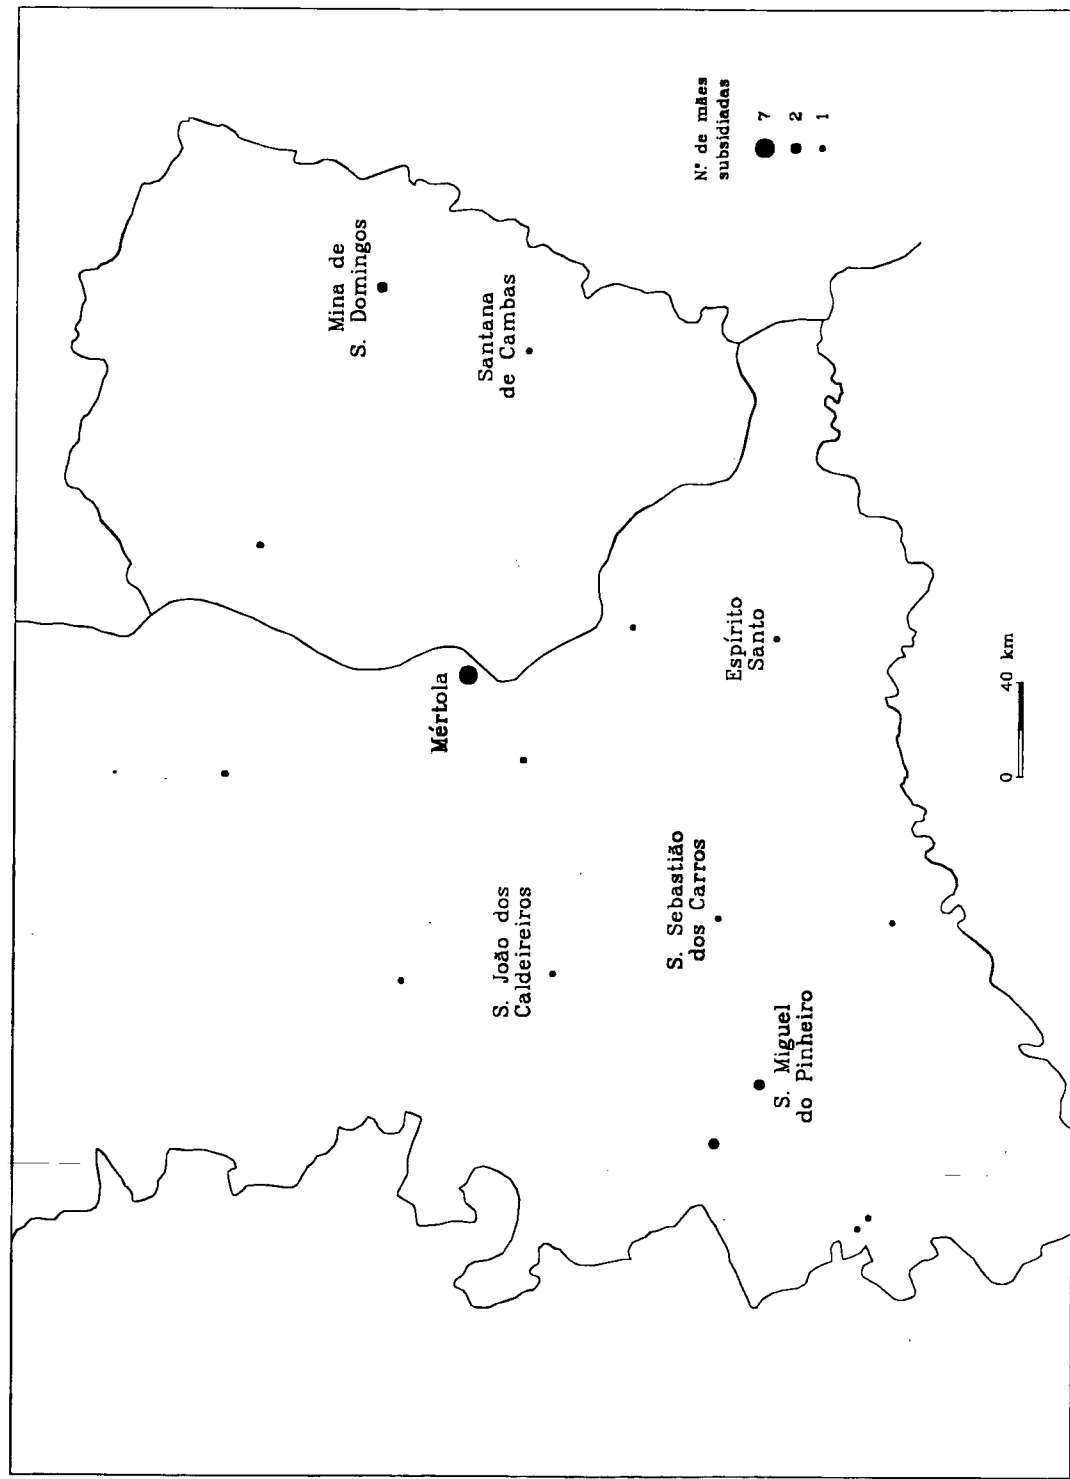 Nº de mães
subsidiadas
7
2
1
Mina de
S. Domingos
Santana
de Cambas
Mértola
Espírito
Santo
S. João dos
Caldeireiros
S. Sebastião
dos Carros
S. Miguel
do Pinheiro
0 40 km